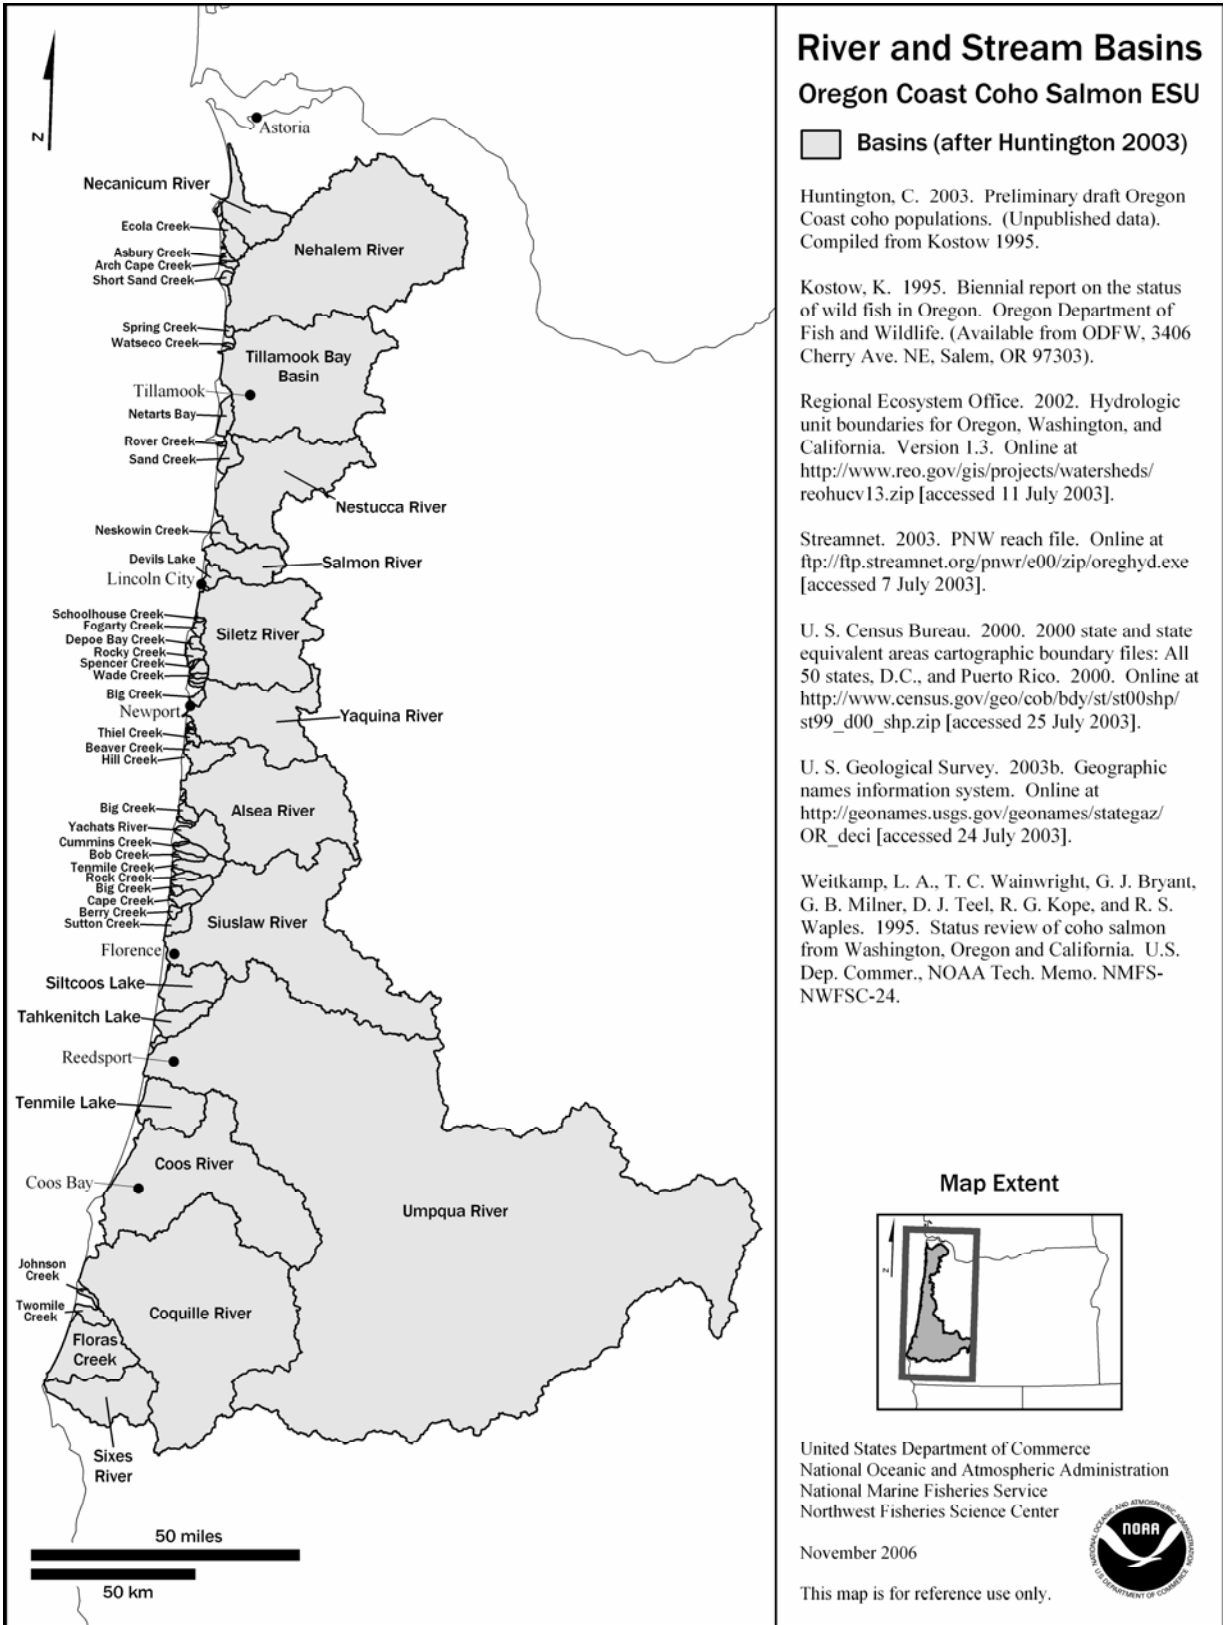 N
Astoria
Necanicum River
Ecola Creek
Nehalem River
Asbury Creek
Arch Cape Creek
Short Sand Creek
Spring Creek
Watseco Creek
Tillamook Bay
Basin
Tillamook
Netarts Bay
Rover Creek
Sand Creek
Nestucca River
Neskowin Creek
Devils Lake
Salmon River
Lincoln City
Schoolhouse Creek
Fogarty Creek
Siletz River
Depoe Bay Creek
Rocky Creek
Spencer Creek
Wade Creek
Big Creek
Newport
Yaquina River
Thiel Creek
Beaver Creek
Hill Creek
Big Creek
Alsea River
Yachats River
Cummins Creek
Bob Creek
Tenmile Creek
Rock Creek
Big Creek
Cape Creek
Berry Creek
Siuslaw River
Sutton Creek
Florence
Siltcoos Lake
Tahkenitch Lake
Reedsport
Tenmile Lake
Coos River
Coos Bay
Umpqua River
Johnson
Creek
Twomile
Creek
Coquille River
Floras
Creek
Sixes
River
50 miles
50 km
River and Stream Basins
Oregon Coast Coho Salmon ESU
Basins (after Huntington 2003)
Huntington, C. 2003. Preliminary draft Oregon
Coast coho populations. (Unpublished data).
Compiled from Kostow 1995.
Kostow, K. 1995. Biennial report on the status
of wild fish in Oregon. Oregon Department of
Fish and Wildlife. (Available from ODFW, 3406
Cherry Ave. NE, Salem, OR 97303).
Regional Ecosystem Office. 2002. Hydrologic
unit boundaries for Oregon, Washington, and
California. Version 1.3. Online at
http://www.reo.gov/gis/projects/watersheds/
reohucv13.zip [accessed 11 July 2003].
Streamnet. 2003. PNW reach file. Online at
ftp://ftp.streamnet.org/pnwr/e00/zip/oreghyd.exe
[accessed 7 July 2003].
U. S. Census Bureau. 2000. 2000 state and state
equivalent areas cartographic boundary files: All
50 states, D.C., and Puerto Rico. 2000. Online at
http://www.census.gov/geo/cob/bdy/st/st00shp/
st99_d00_shp.zip [accessed 25 July 2003].
U. S. Geological Survey. 2003b. Geographic
names information system. Online at
http://geonames.usgs.gov/geonames/stategaz/
OR_deci [accessed 24 July 2003].
Weitkamp, L. A., T. C. Wainwright, G. J. Bryant,
G. B. Milner, D. J. Teel, R. G. Kope, and R. S.
Waples. 1995. Status review of coho salmon
from Washington, Oregon and California. U.S.
Dep. Commer., NOAA Tech. Memo. NMFS-
NWFSC-24.
Map Extent
N
United States Department of Commerce
National Oceanic and Atmospheric Administration
National Marine Fisheries Service
Northwest Fisheries Science Center
November 2006
This map is for reference use only.
NATIONAL OCEANIC AND ATMOSPHERIC ADMINISTRATION
NOAA
U.S. DEPARTMENT OF COMMERCE